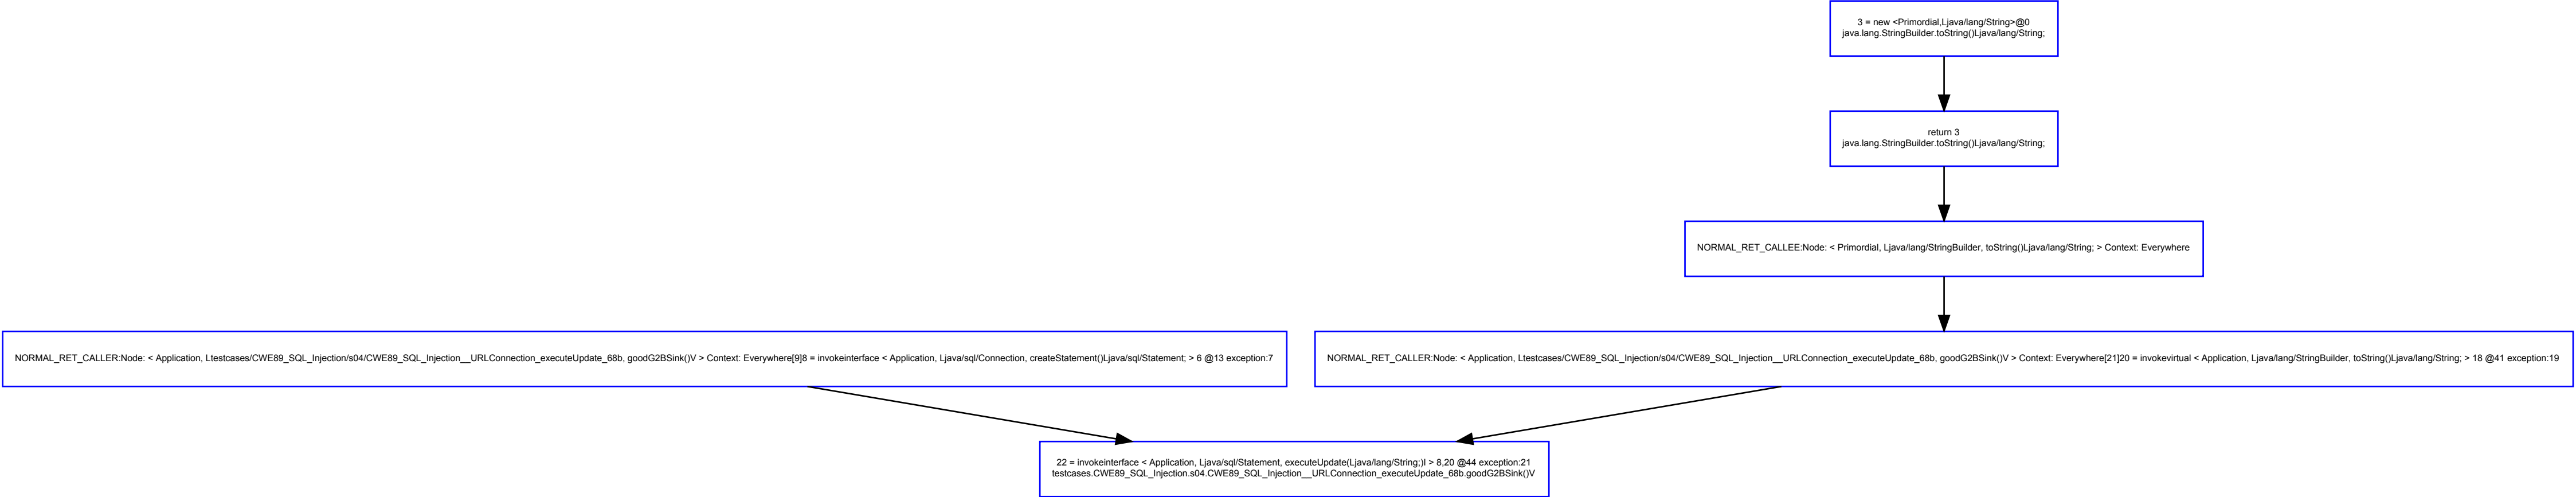 3 = new <Primordial,Ljava/lang/String>@0
java.lang.StringBuilder.toString()Ljava/lang/String;
return 3
java.lang.StringBuilder.toString()Ljava/lang/String;
NORMAL_RET_CALLEE:Node: < Primordial, Ljava/lang/StringBuilder, toString()Ljava/lang/String; > Context: Everywhere
NORMAL_RET_CALLER:Node: < Application, Ltestcases/CWE89_SQL_Injection/s04/CWE89_SQL_Injection__URLConnection_executeUpdate_68b, goodG2BSink()V > Context: Everywhere[9]8 = invokeinterface < Application, Ljava/sql/Connection, createStatement()Ljava/sql/Statement; > 6 @13 exception:7
NORMAL_RET_CALLER:Node: < Application, Ltestcases/CWE89_SQL_Injection/s04/CWE89_SQL_Injection__URLConnection_executeUpdate_68b, goodG2BSink()V > Context: Everywhere[21]20 = invokevirtual < Application, Ljava/lang/StringBuilder, toString()Ljava/lang/String; > 18 @41 exception:19
22 = invokeinterface < Application, Ljava/sql/Statement, executeUpdate(Ljava/lang/String;)I > 8,20 @44 exception:21
testcases.CWE89_SQL_Injection.s04.CWE89_SQL_Injection__URLConnection_executeUpdate_68b.goodG2BSink()V